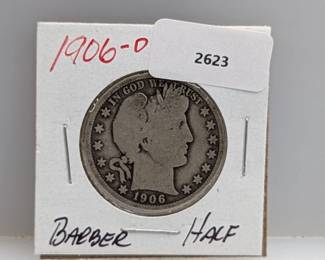 1906-D
2623
IN GOD WE TRUST
1906
BARBER HALF